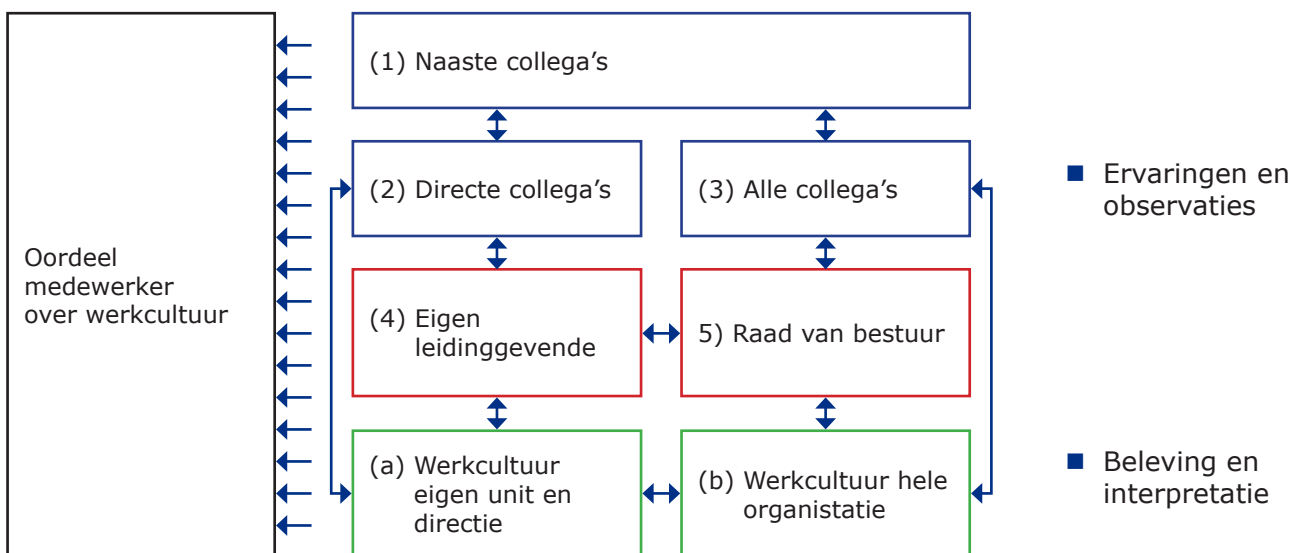 (1) Naaste collega's
(2) Directe collega's
(3) Alle collega's
■ Ervaringen en
observaties
Oordeel
medewerker
over werkcultuur
(4) Eigen
leidinggevende
5) Raad van bestuur
(a) Werkcultuur
eigen unit en
directie
(b) Werkcultuur hele
organistatie
■ Beleving en
interpretatie